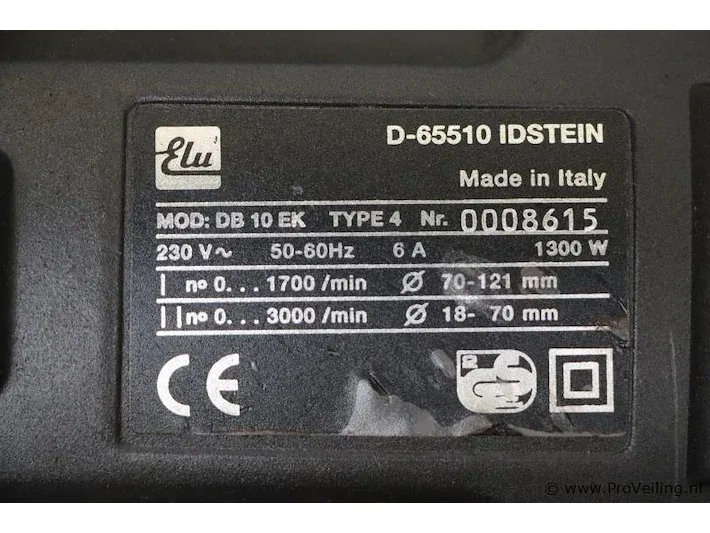 Elu
D-65510 IDSTEIN
Made in Italy
MOD: DB 10 EK TYPE 4 Nr. 0008615
230 V~ 50-60Hz 6 A 1300 W
I nº 0...1700 /min Ø 70-121 mm
II nº 0...3000 /min Ø 18- 70 mm
CE
© www.ProVeiling.nl